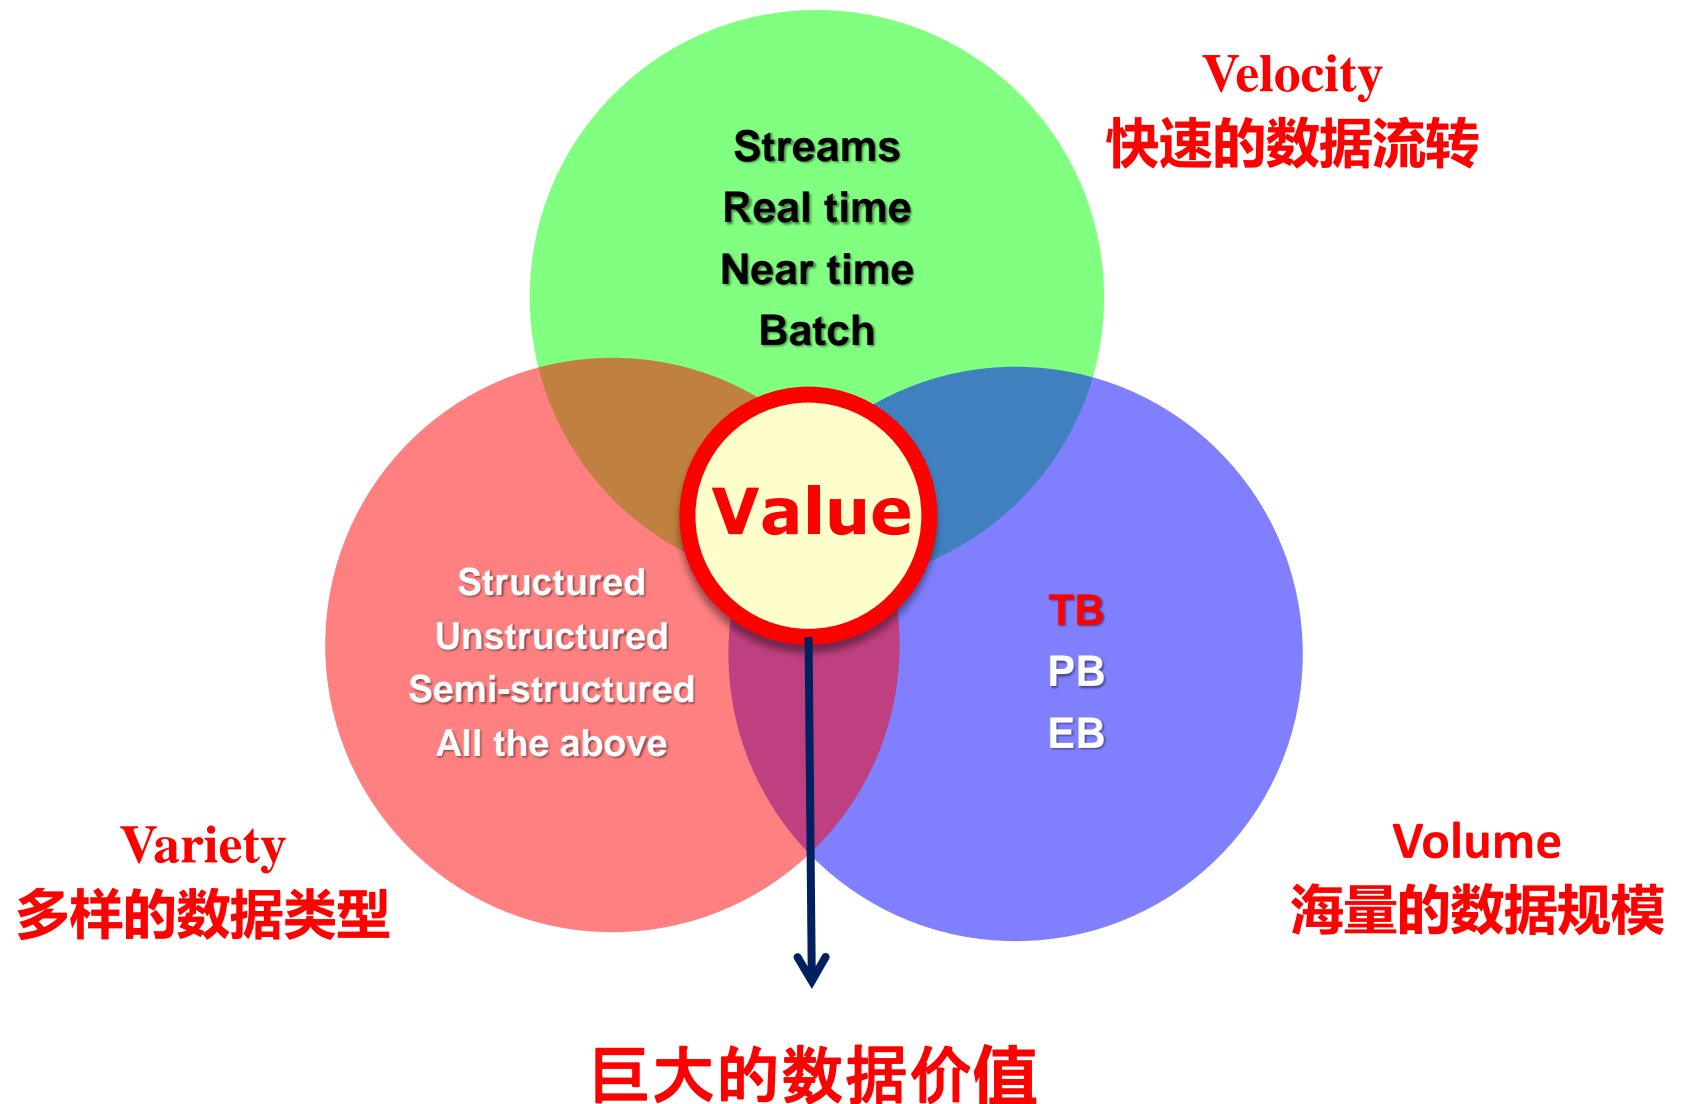 Velocity
快速的数据流转
Streams
Real time
Near time
Batch
Value
Structured
Unstructured
Semi-structured
All the above
TB
PB
EB
Variety
多样的数据类型
Volume
海量的数据规模
巨大的数据价值